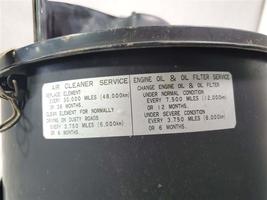 AIR CLEANER SERVICE
REPLACE ELEMENT
EVERY 30,000 MILES (48,000km)
OR 36 MONTHS.
CLEAN ELEMENT FOR NORMALLY
DRIVING ON DUSTY ROADS
EVERY 3,750 MILES (6,000km)
OR 6 MONTHS.
ENGINE OIL & OIL FILTER SERVICE
CHANGE ENGINE OIL & OIL FILTER
UNDER NORMAL CONDITION
EVERY 7,500 MILES (12,000km)
OR 12 MONTHS.
UNDER SEVERE CONDITION
EVERY 3,750 MILES (6,000km)
OR 6 MONTHS.